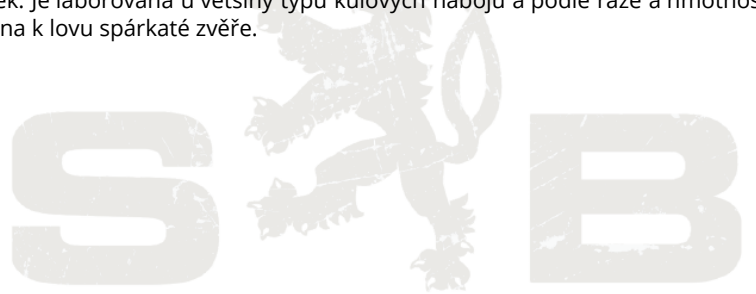 ek. Je laborována u většiny typů kulových nábojů a podle ráže a hmotnos
na k lovu spárkaté zvěře.
S B